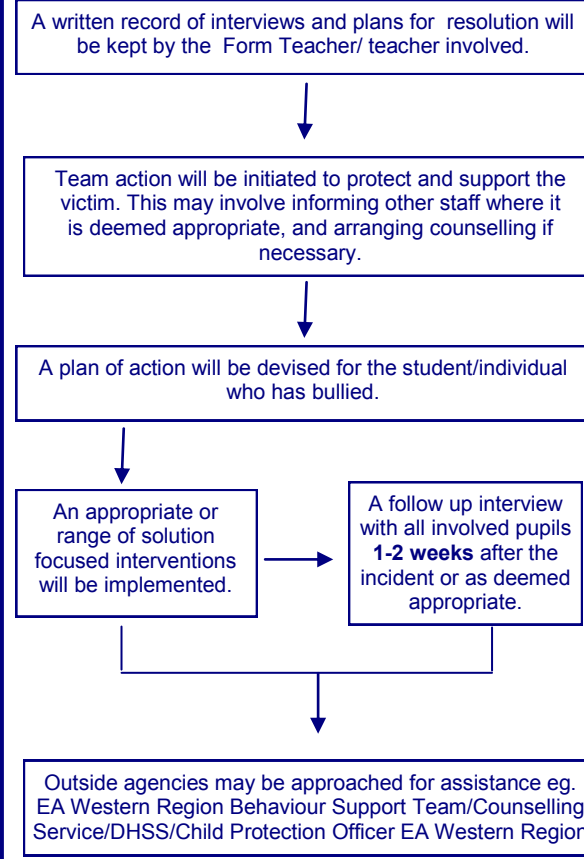 A written record of interviews and plans for resolution will
be kept by the Form Teacher/ teacher involved.
Team action will be initiated to protect and support the
victim. This may involve informing other staff where it
is deemed appropriate, and arranging counselling if
necessary.
A plan of action will be devised for the student/individual
who has bullied.
An appropriate or
range of solution
focused interventions
will be implemented.
A follow up interview
with all involved pupils
1-2 weeks after the
incident or as deemed
appropriate.
Outside agencies may be approached for assistance eg.
EA Western Region Behaviour Support Team/Counselling
Service/DHSS/Child Protection Officer EA Western Region